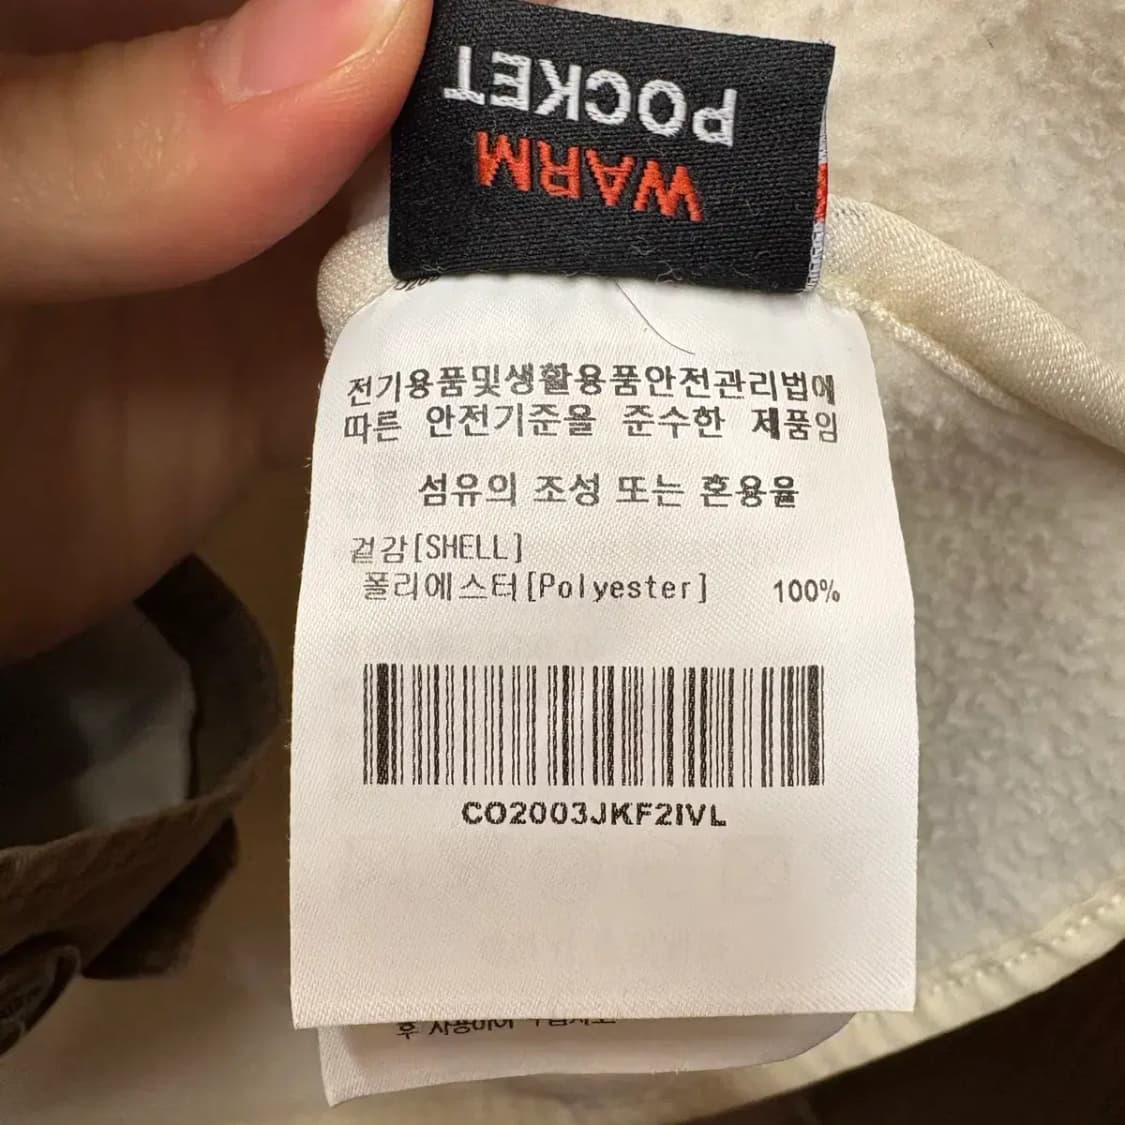 WARM
POCKET
전기용품및생활용품안전관리법에
따른 안전기준을 준수한 제품임
섬유의 조성 또는 혼용율
겉감[SHELL]
폴리에스터[Polyester] 100%
CO2003JKF2IVL
후